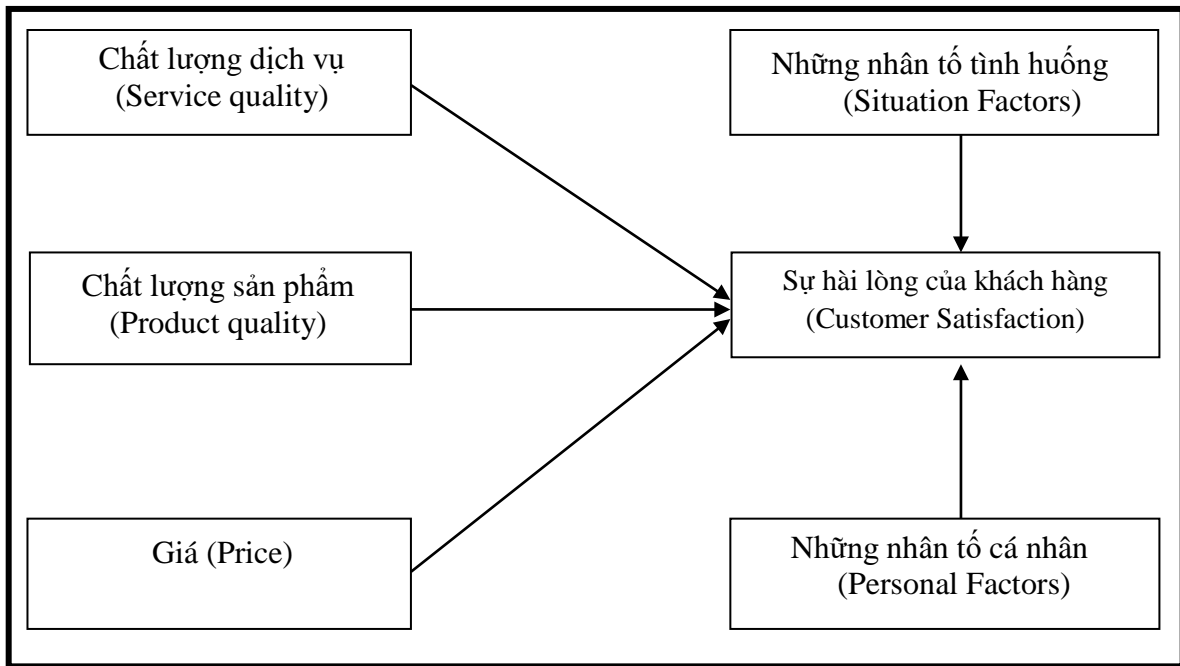 Chất lượng dịch vụ
(Service quality)
Những nhân tố tình huống
(Situation Factors)
Chất lượng sản phẩm
(Product quality)
Sự hài lòng của khách hàng
(Customer Satisfaction)
Giá (Price)
Những nhân tố cá nhân
(Personal Factors)